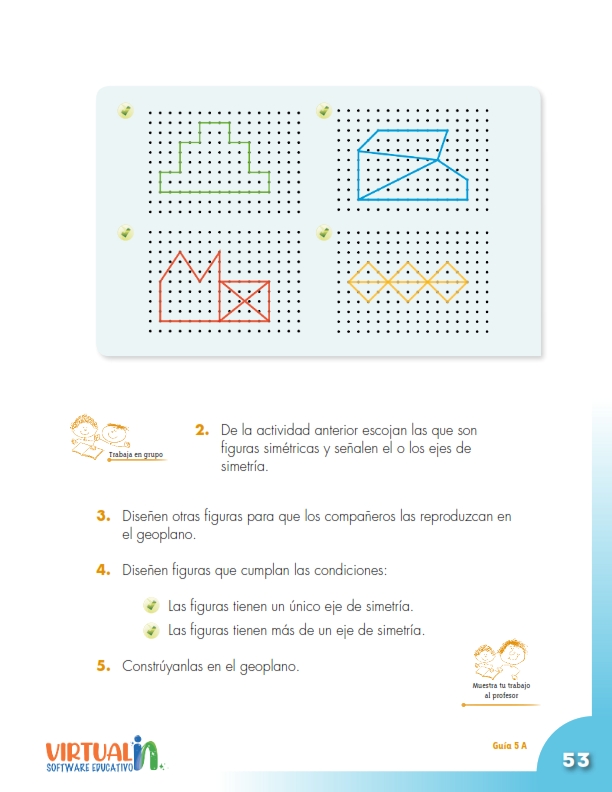 Trabaja en grupo
2. De la actividad anterior escojan las que son
figuras simétricas y señalen el o los ejes de
simetría.
3. Diseñen otras figuras para que los compañeros las reproduzcan en
el geoplano.
4. Diseñen figuras que cumplan las condiciones:
Las figuras tienen un único eje de simetría.
Las figuras tienen más de un eje de simetría.
5. Constrúyanlas en el geoplano.
Muestra tu trabajo
al profesor
VIRTUALIN
SOFTWARE EDUCATIVO
Guía 5 A
53